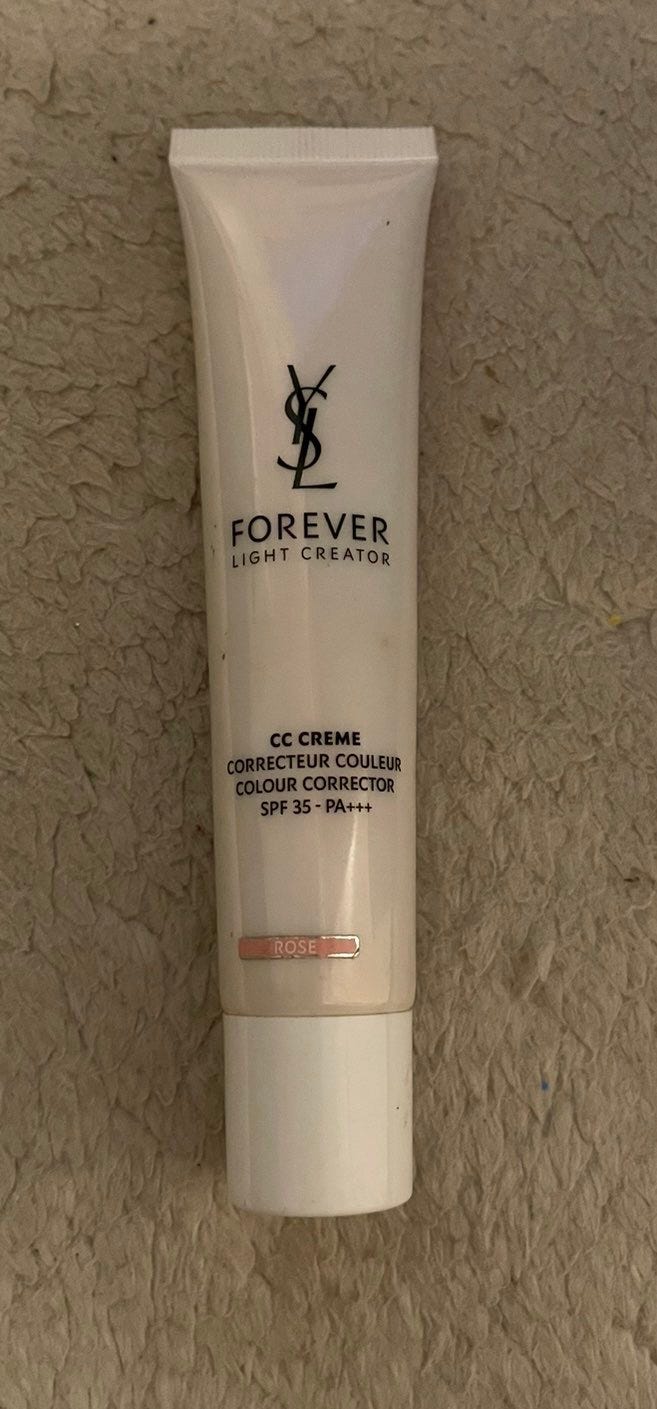 YSL
FOREVER
LIGHT CREATOR
CC CREME
CORRECTEUR COULEUR
COLOUR CORRECTOR
SPF 35 - PA+++
ROSE